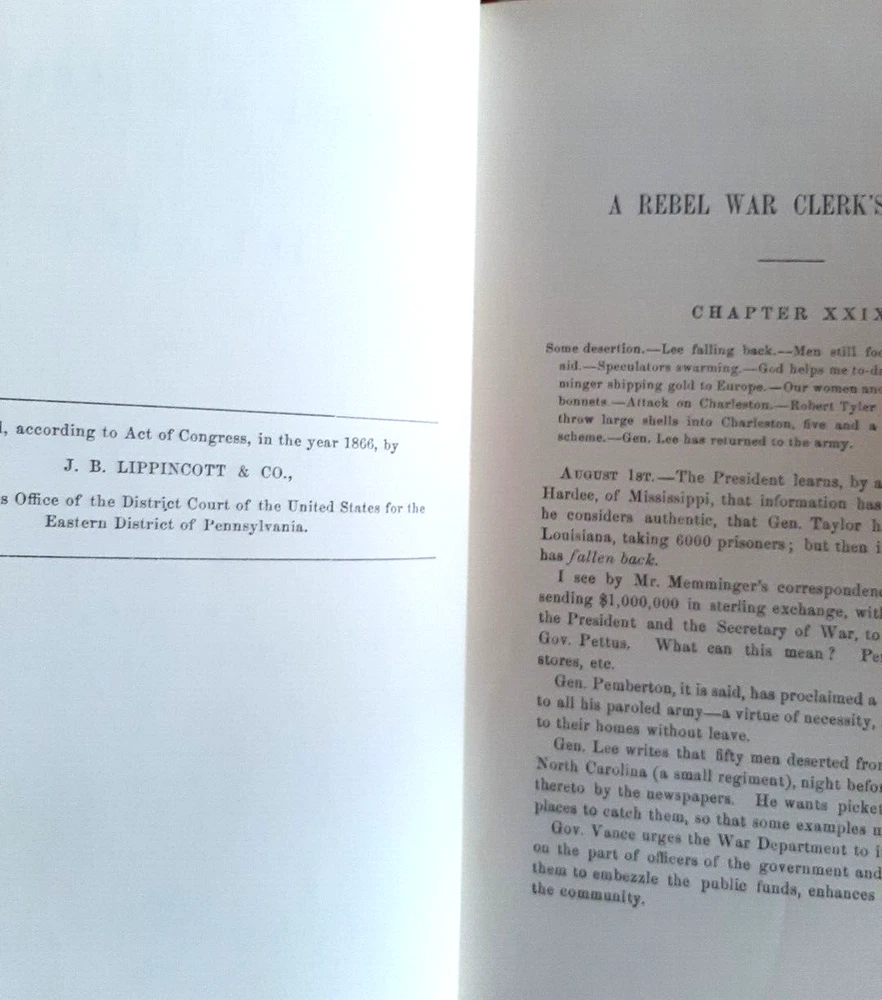 , according to Act of Congress, in the year 1866, by
J. B. LIPPINCOTT & CO.,
s Office of the District Court of the United States for the
Eastern District of Pennsylvania.
A REBEL WAR CLERK'S
CHAPTER XXIX
Some desertion.—Lee falling back.—Men still foo
aid.—Speculators swarming.—God helps me to-da
minger shipping gold to Europe.—Our women and
bonnets.—Attack on Charleston.—Robert Tyler
throw large shells into Charleston, five and a
scheme.—Gen. Lee has returned to the army.
AUGUST 1ST.—The President learns, by a
Hardee, of Mississippi, that information has
he considers authentic, that Gen. Taylor h
Louisiana, taking 6000 prisoners; but then i
has fallen back.
I see by Mr. Memminger's correspondenc
sending $1,000,000 in sterling exchange, with
the President and the Secretary of War, to
Gov. Pettus. What can this mean? Pe
stores, etc.
Gen. Pemberton, it is said, has proclaimed a
to all his paroled army—a virtue of necessity,
to their homes without leave.
Gen. Lee writes that fifty men deserted fro
North Carolina (a small regiment), night befo
thereto by the newspapers. He wants picket
places to catch them, so that some examples m
Gov. Vance urges the War Department to i
on the part of officers of the government and
them to embezzle the public funds, enhances
the community.